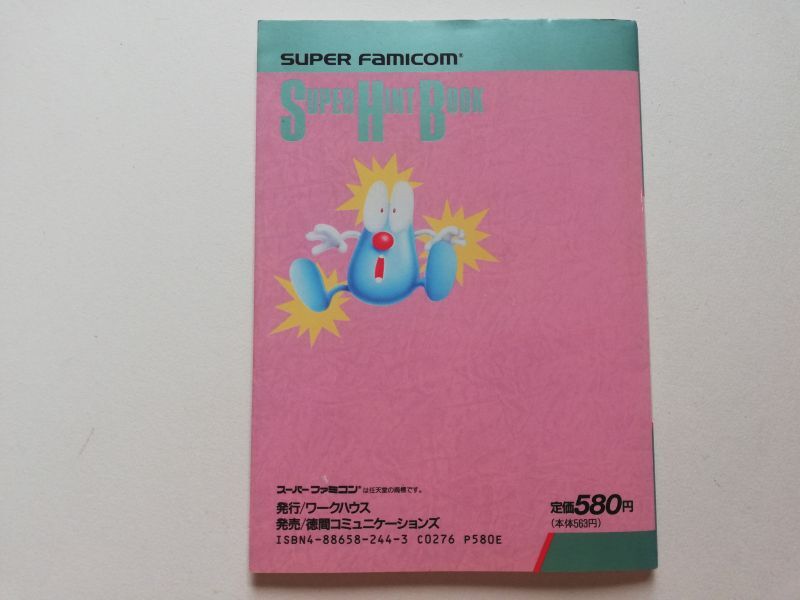 SUPER FAMICOM®
SUPER HINT BOOK
スーパーファミコン®は任天堂の商標です。
発行/ワークハウス
発売/徳間コミュニケーションズ
ISBN4-88658-244-3 C0276 P580E
定価580円
(本体563円)